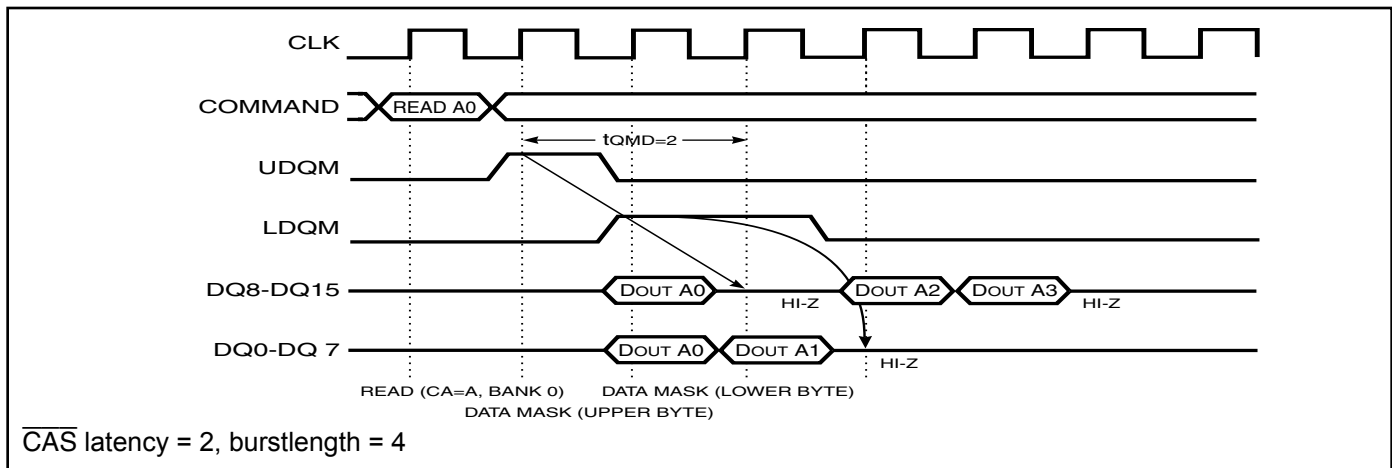 CLK
COMMAND
READ A0
tQMD=2
UDQM
LDQM
DQ8-DQ15
DOUT A0
HI-Z
DOUT A2
DOUT A3
HI-Z
DQ0-DQ 7
DOUT A0
DOUT A1
HI-Z
READ (CA=A, BANK 0)
DATA MASK (LOWER BYTE)
DATA MASK (UPPER BYTE)
CAS latency = 2, burstlength = 4